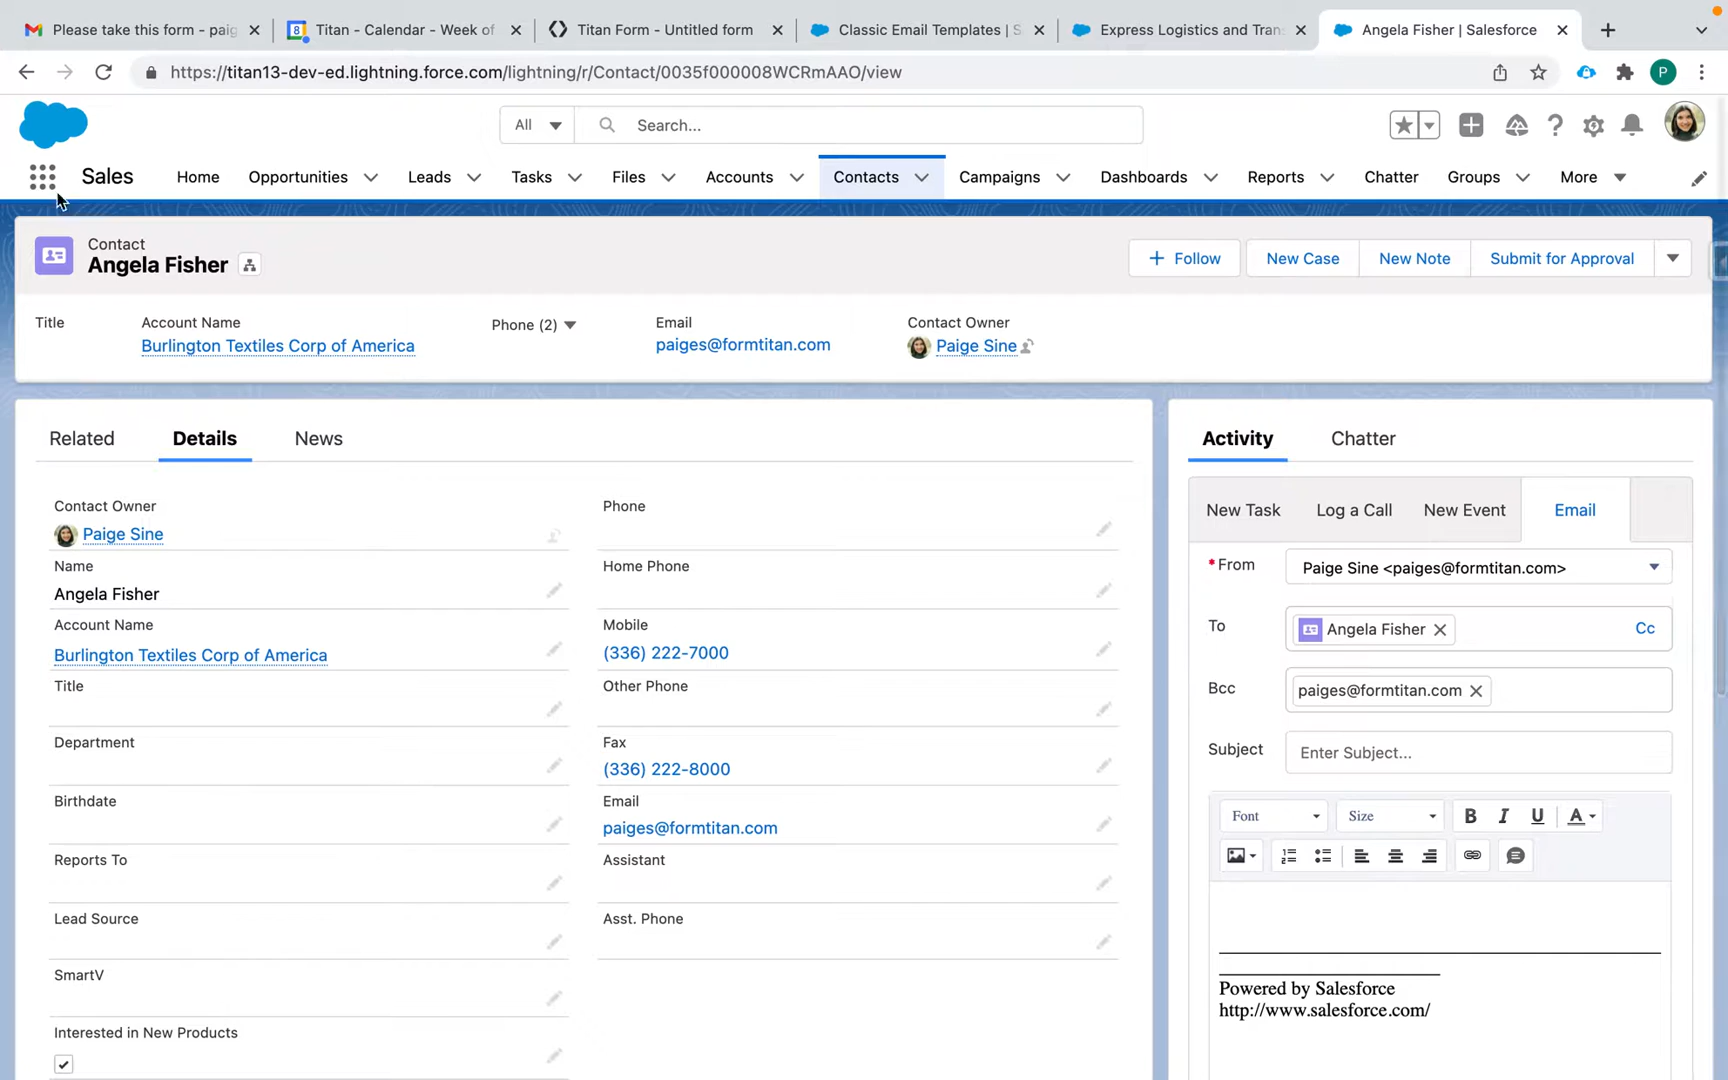 Please take this form - paig
Titan - Calendar - Week of
Titan Form - Untitled form
Classic Email Templates | S
Express Logistics and Tran
Angela Fisher | Salesforce
https://titan13-dev-ed.lightning.force.com/lightning/r/Contact/0035f000008WCRmAAO/view
P
All
Search...
Sales
Home
Opportunities
Leads
Tasks
Files
Accounts
Contacts
Campaigns
Dashboards
Reports
Chatter
Groups
More
Contact
Angela Fisher
Follow
New Case
New Note
Submit for Approval
Title
Account Name
Burlington Textiles Corp of America
Phone (2)
Email
paiges@formtitan.com
Contact Owner
Paige Sine
Related
Details
News
Contact Owner
Paige Sine
Name
Angela Fisher
Account Name
Burlington Textiles Corp of America
Title
Department
Birthdate
Reports To
Lead Source
SmartV
Interested in New Products
Phone
Home Phone
Mobile
(336) 222-7000
Other Phone
Fax
(336) 222-8000
Email
paiges@formtitan.com
Assistant
Asst. Phone
Activity
Chatter
New Task
Log a Call
New Event
Email
*From
Paige Sine <paiges@formtitan.com>
To
Angela Fisher
Cc
Bcc
paiges@formtitan.com
Subject
Enter Subject...
Font
Size
B I U A
Powered by Salesforce
http://www.salesforce.com/